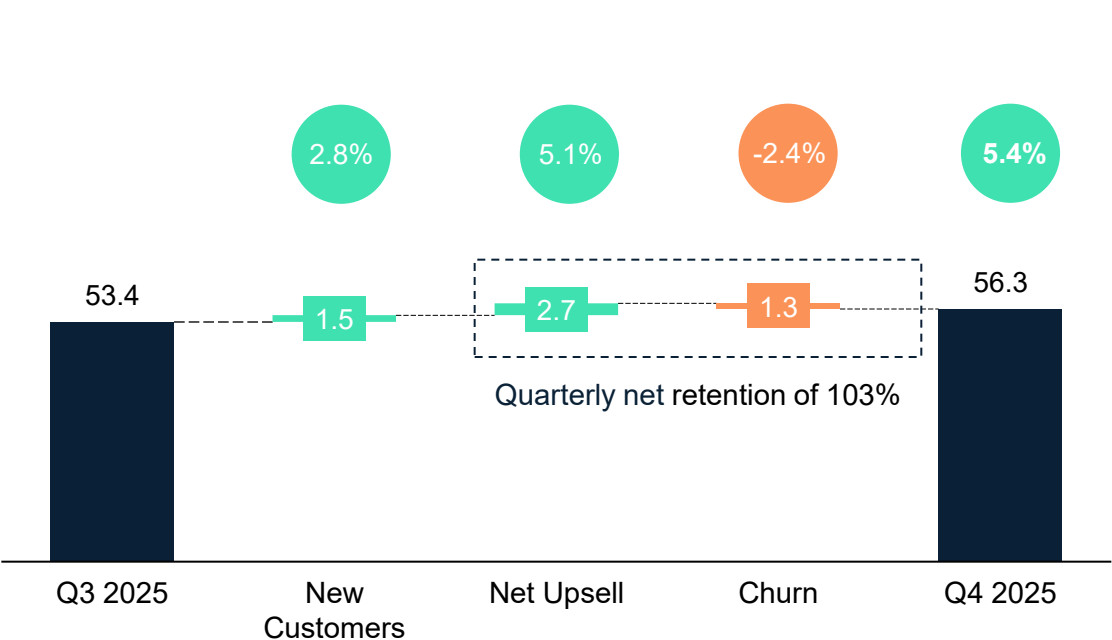 2.8%
5.1%
-2.4%
5.4%
53.4
1.5
2.7
1.3
56.3
Quarterly net retention of 103%
Q3 2025
New
Customers
Net Upsell
Churn
Q4 2025